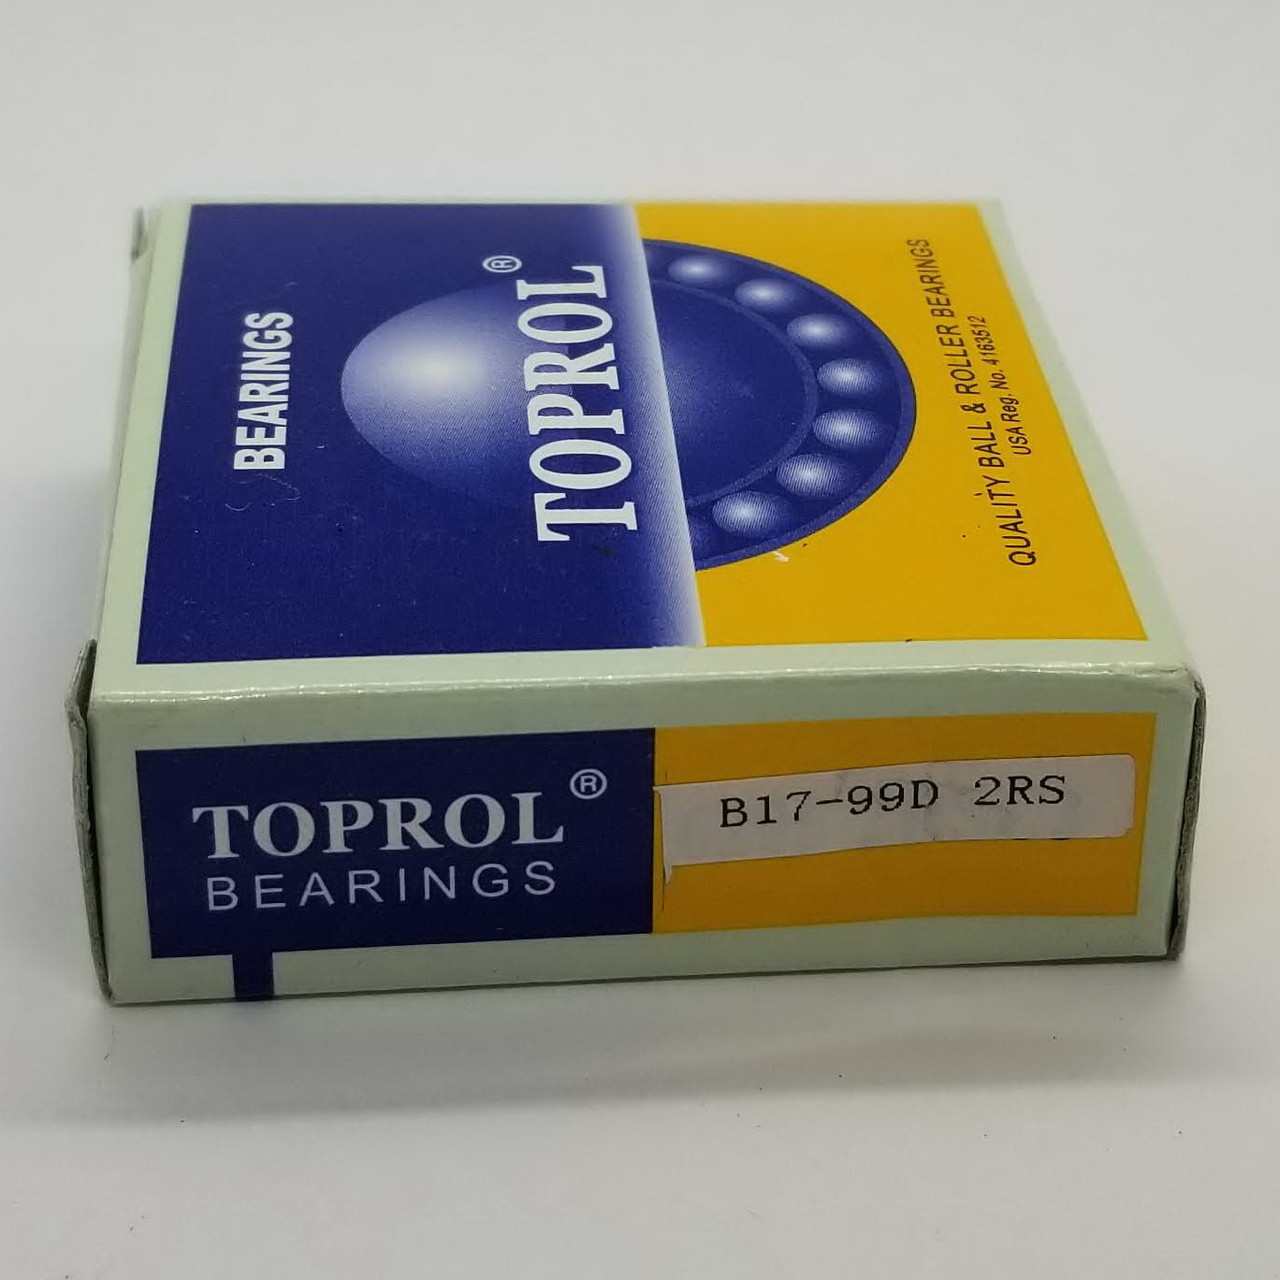 BEARINGS
TOPROL®
QUALITY BALL & ROLLER BEARINGS
USA Reg. No. 4163512
TOPROL®
BEARINGS
B17-99D 2RS